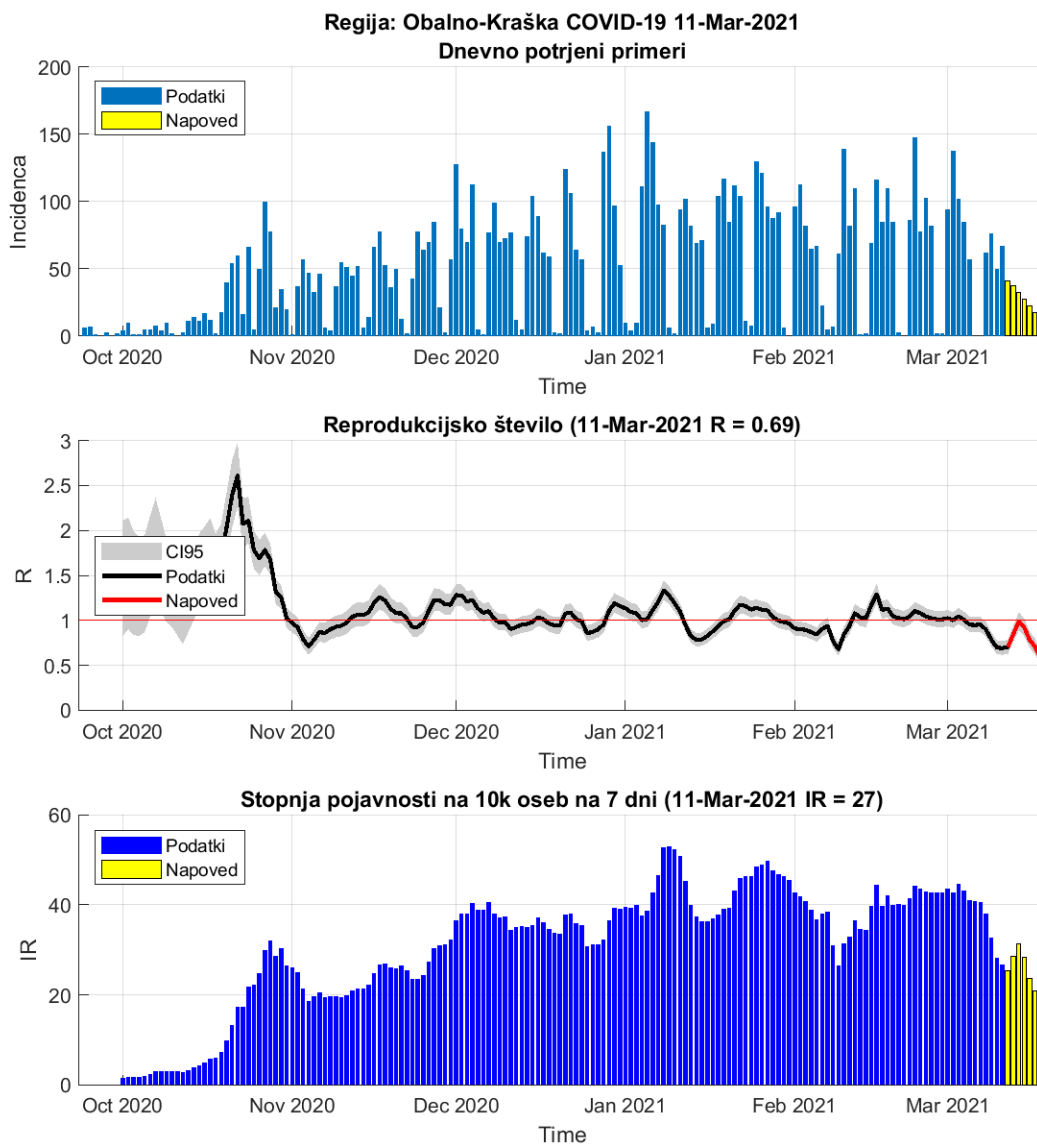 Regija: Obalno-Kraška COVID-19 11-Mar-2021
Dnevno potrjeni primeri
200
150
100
50
0
Incidenca
Podatki
Napoved
Oct 2020 Nov 2020 Dec 2020 Jan 2021 Feb 2021 Mar 2021
Time
Reprodukcijsko število (11-Mar-2021 R = 0.69)
3
2.5
2
1.5
1
0.5
0
R
CI95
Podatki
Napoved
Oct 2020 Nov 2020 Dec 2020 Jan 2021 Feb 2021 Mar 2021
Time
Stopnja pojavnosti na 10k oseb na 7 dni (11-Mar-2021 IR = 27)
60
40
20
0
IR
Podatki
Napoved
Oct 2020 Nov 2020 Dec 2020 Jan 2021 Feb 2021 Mar 2021
Time